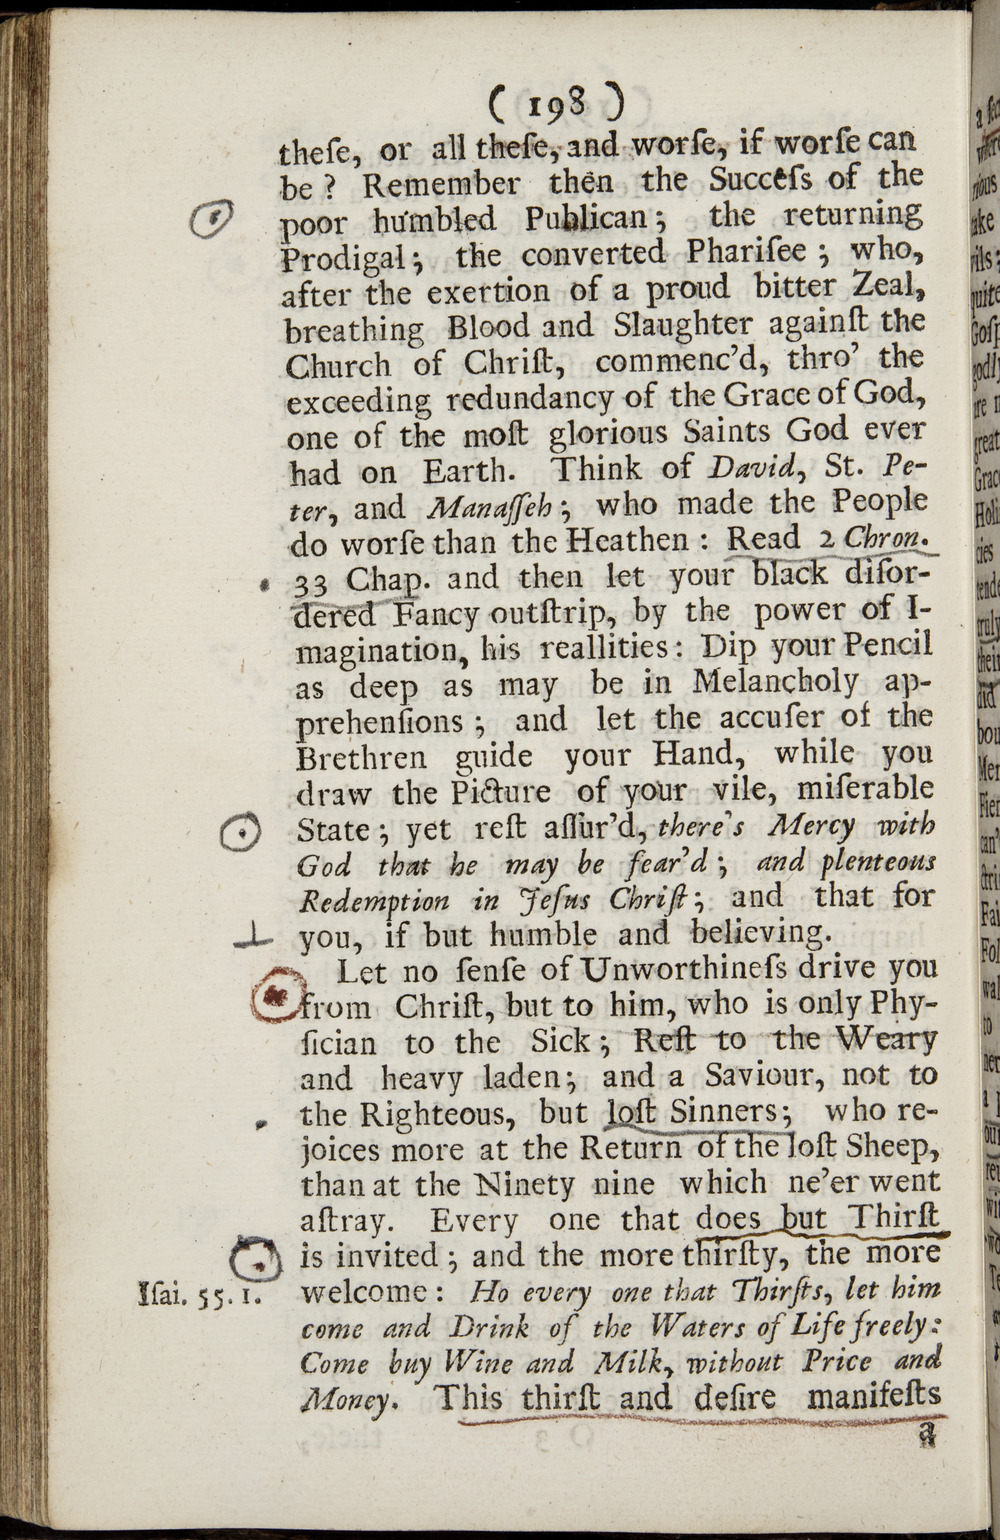 ( 198 )
theſe, or all theſe, and worſe, if worſe can
be ? Remember then the Succeſs of the
poor humbled Publican ; the returning
Prodigal ; the converted Phariſee ; who,
after the exertion of a proud bitter Zeal,
breathing Blood and Slaughter againſt the
Church of Chriſt, commenc’d, thro’ the
exceeding redundancy of the Grace of God,
one of the moſt glorious Saints God ever
had on Earth. Think of David, St. Pe-
ter, and Manaſſeh ; who made the People
do worſe than the Heathen : Read 2 Chron.
33 Chap. and then let your black diſor-
dered Fancy outſtrip, by the power of I-
magination, his reallities : Dip your Pencil
as deep as may be in Melancholy ap-
prehenſions ; and let the accuſer of the
Brethren guide your Hand, while you
draw the Picture of your vile, miſerable
State ; yet reſt aſſur’d, there's Mercy with
God that he may be fear’d ; and plenteous
Redemption in Jeſus Chriſt ; and that for
you, if but humble and believing.
Let no ſenſe of Unworthineſs drive you
from Chriſt, but to him, who is only Phy-
ſician to the Sick ; Reſt to the Weary
and heavy laden ; and a Saviour, not to
the Righteous, but loſt Sinners ; who re-
joices more at the Return of the loſt Sheep,
than at the Ninety nine which ne’er went
aſtray. Every one that does but Thirſt
is invited ; and the more thirſty, the more
Iſai. 55. 1. welcome : Ho every one that Thirſts, let him
come and Drink of the Waters of Life freely :
Come buy Wine and Milk, without Price and
Money. This thirſt and deſire manifeſts
a